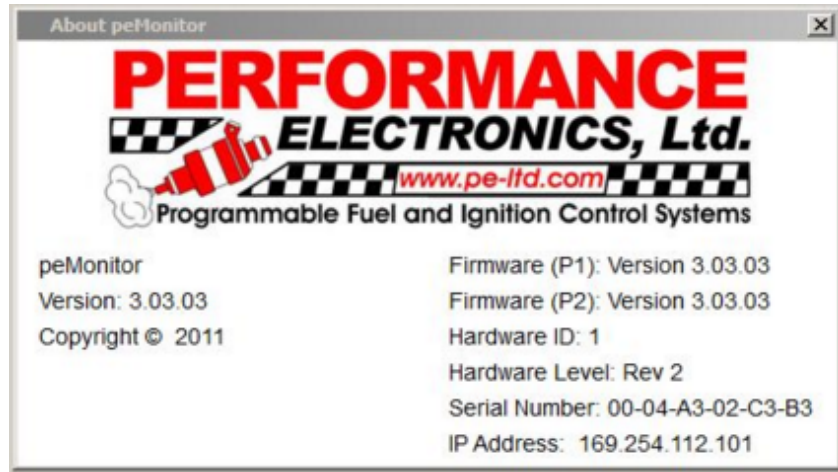 About peMonitor
PERFORMANCE
ELECTRONICS, Ltd.
www.pe-ltd.com
Programmable Fuel and Ignition Control Systems
peMonitor
Version: 3.03.03
Copyright © 2011
Firmware (P1): Version 3.03.03
Firmware (P2): Version 3.03.03
Hardware ID: 1
Hardware Level: Rev 2
Serial Number: 00-04-A3-02-C3-B3
IP Address: 169.254.112.101